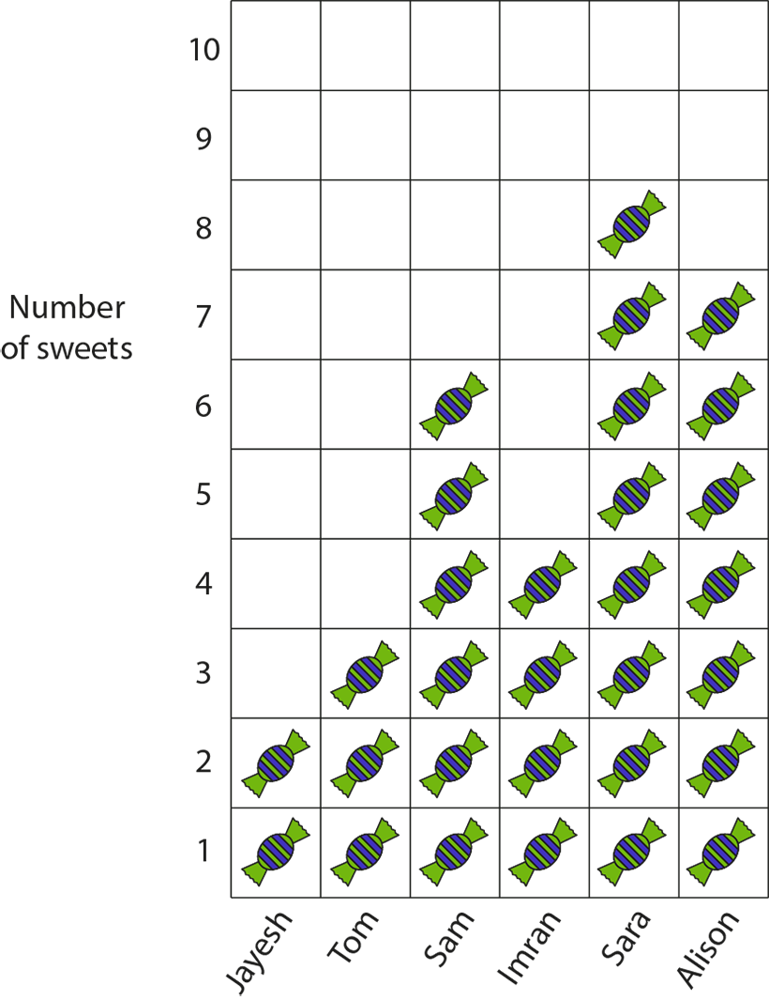 10
9
8
Number
of sweets
7
6
5
4
3
2
1
Jayesh
Tom
Sam
Imran
Sara
Alison